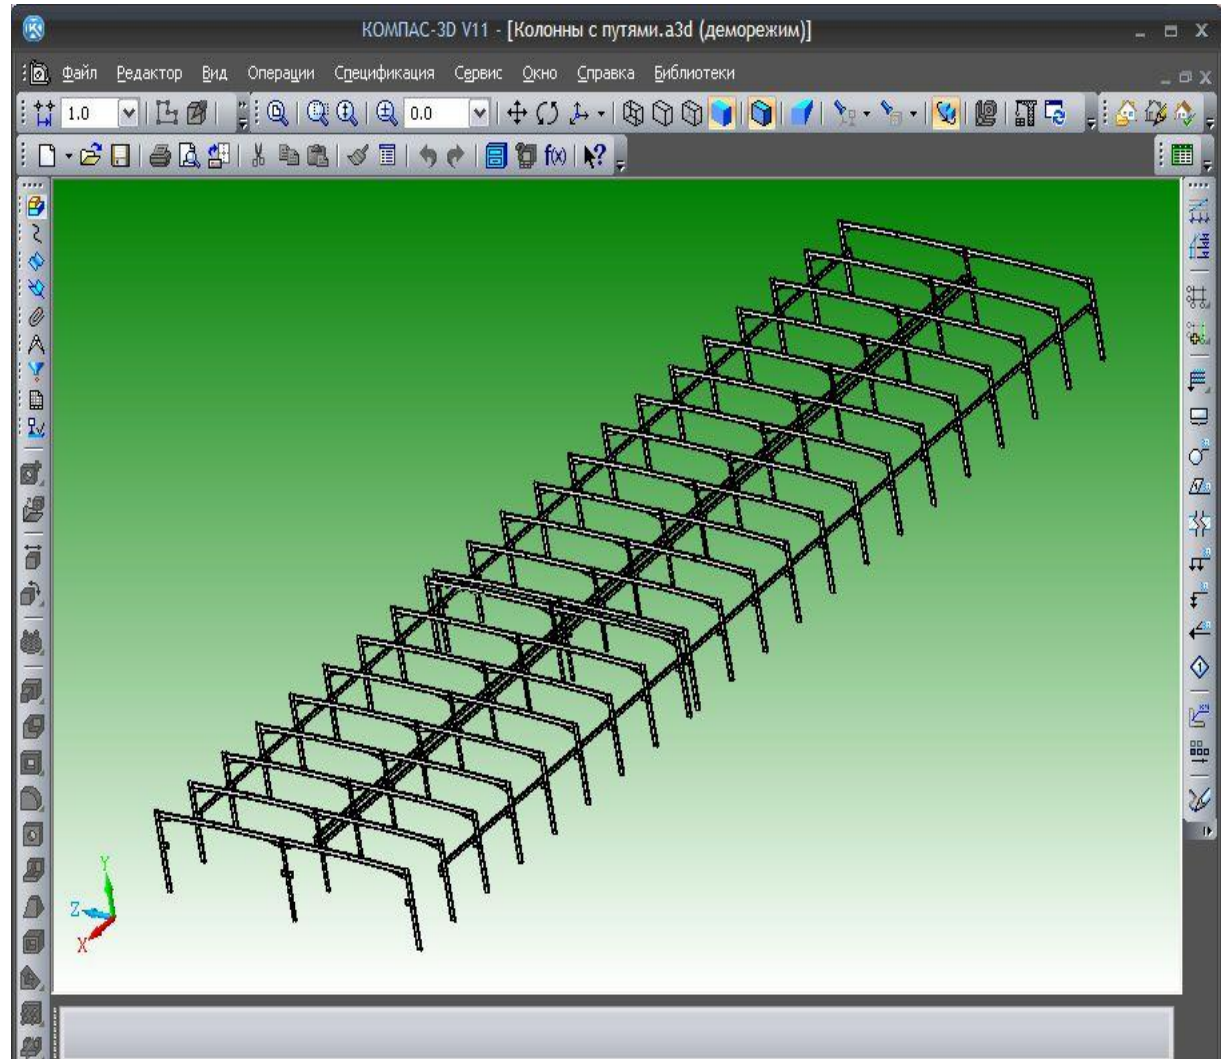 КОМПАС-3D V11 - [Колонны с путями.a3d (деморежим)]
Файл Редактор Вид Операции Спецификация Сервис Окно Справка Библиотеки
1.0 0.0
f(x)
Y
Z
X